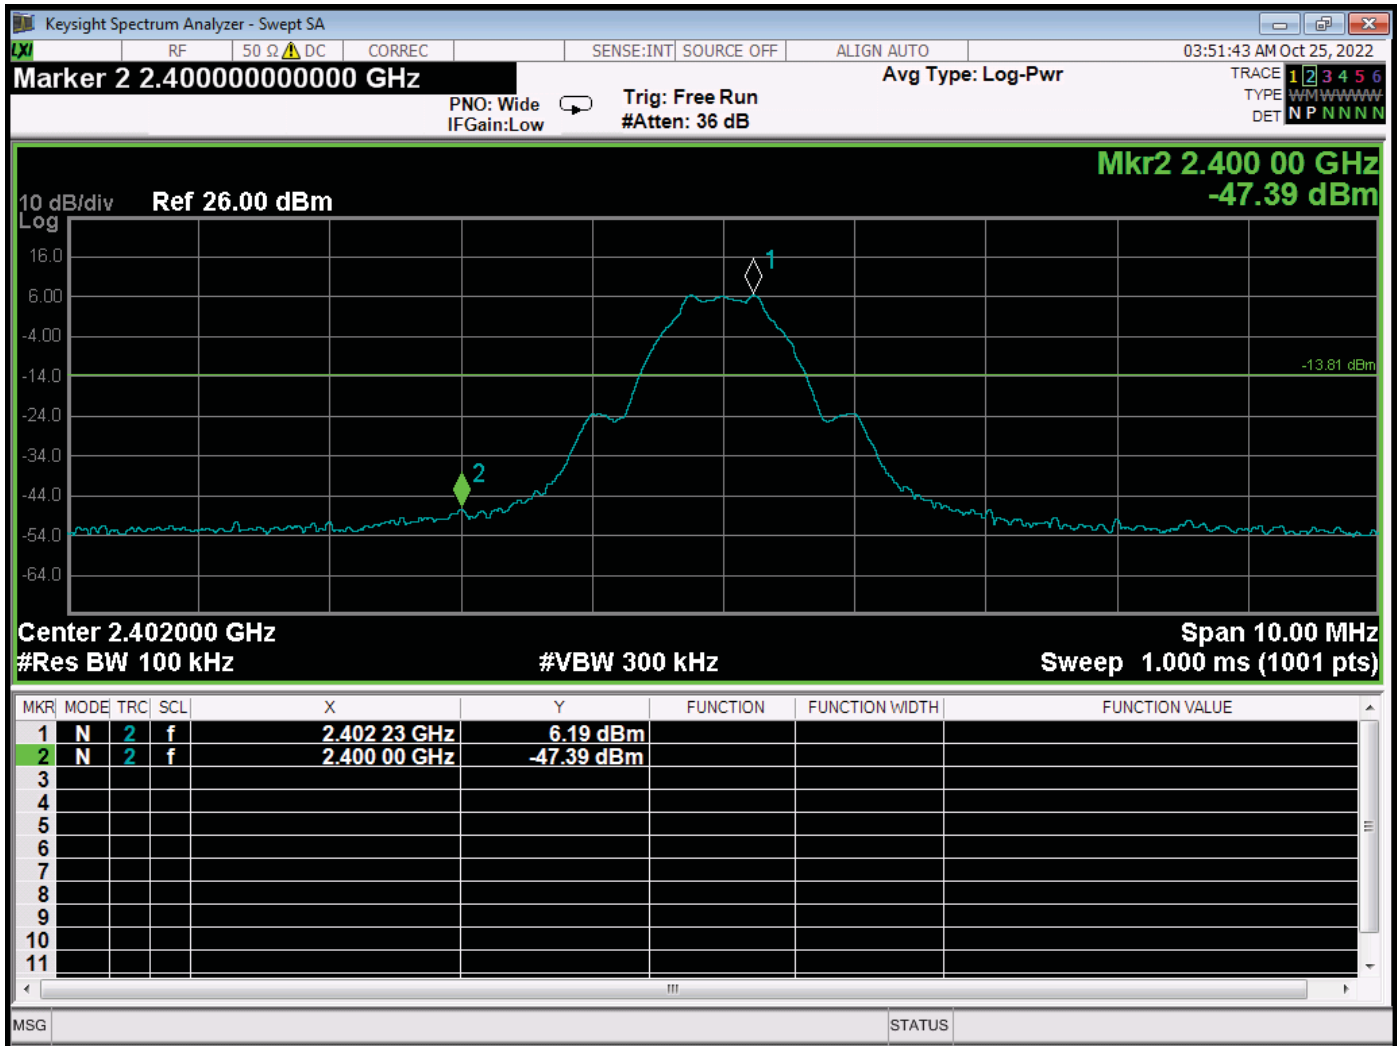 Keysight Spectrum Analyzer - Swept SA
LXI RF 50 Ω DC CORREC SENSE:INT SOURCE OFF ALIGN AUTO 03:51:43 AM Oct 25, 2022
Marker 2 2.400000000000 GHz
PNO: Wide
IFGain:Low
Trig: Free Run
#Atten: 36 dB
Avg Type: Log-Pwr
TRACE 1 2 3 4 5 6
TYPE WMWWWW
DET N P N N N N
Mkr2 2.400 00 GHz
-47.39 dBm
10 dB/div Ref 26.00 dBm
Log
16.0
6.00
-4.00
-14.0
-24.0
-34.0
-44.0
-54.0
-64.0
1
-13.81 dBm
2
Center 2.402000 GHz Span 10.00 MHz
#Res BW 100 kHz #VBW 300 kHz Sweep 1.000 ms (1001 pts)
MKR MODE TRC SCL X Y FUNCTION FUNCTION WIDTH FUNCTION VALUE
1 N 2 f 2.402 23 GHz 6.19 dBm
2 N 2 f 2.400 00 GHz -47.39 dBm
3
4
5
6
7
8
9
10
11
MSG STATUS